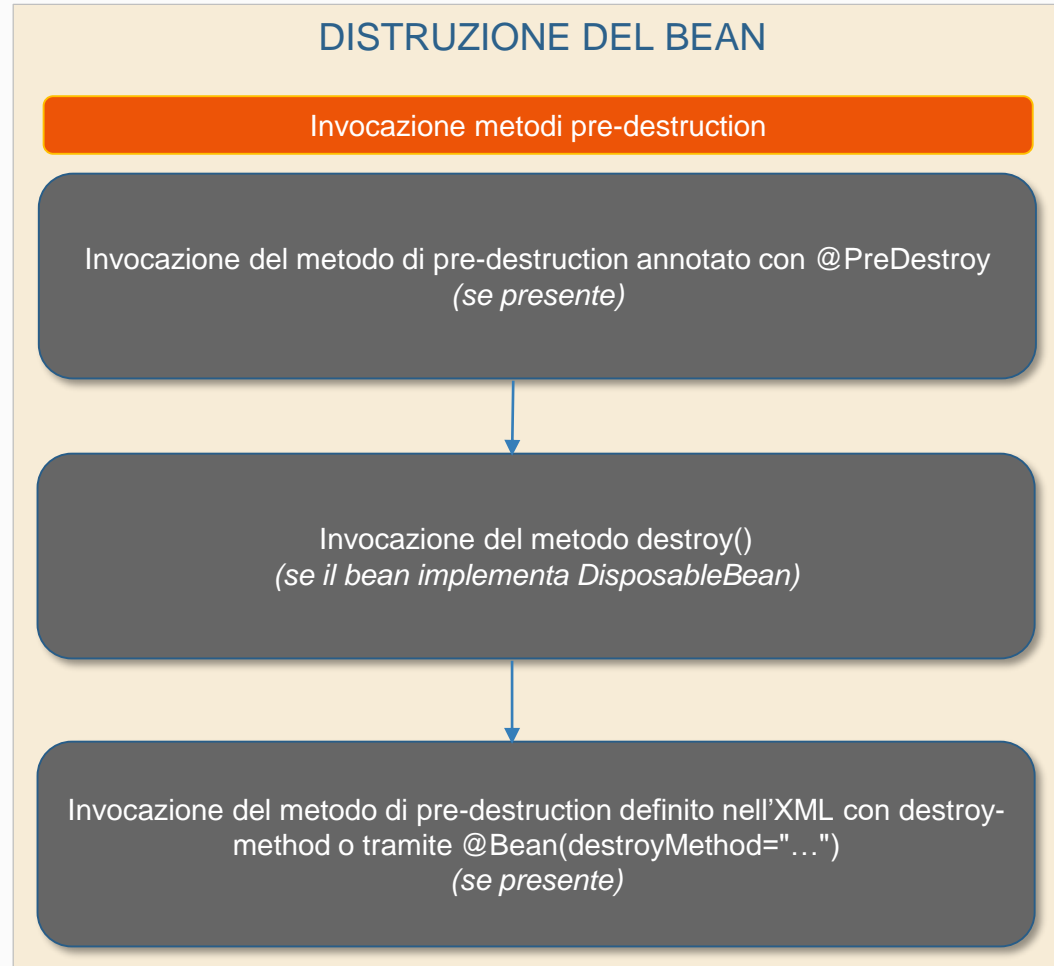 DISTRUZIONE DEL BEAN
Invocazione metodi pre-destruction
Invocazione del metodo di pre-destruction annotato con @PreDestroy
(se presente)
Invocazione del metodo destroy()
(se il bean implementa DisposableBean)
Invocazione del metodo di pre-destruction definito nell’XML con destroy-
method o tramite @Bean(destroyMethod="…")
(se presente)